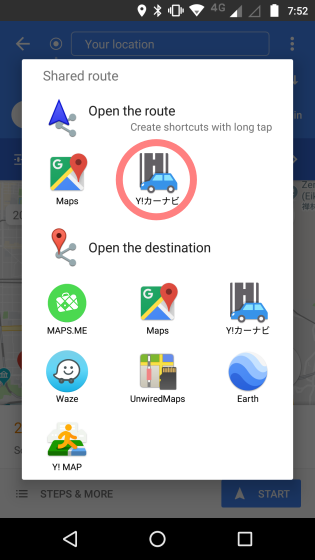 4G 7:52
Your location
Shared route
Open the route
Create shortcuts with long tap
in
Maps
Y!カーナビ
Open the destination
MAPS.ME
Maps
Y!カーナビ
Waze
UnwiredMaps
Earth
Y! MAP
STEPS & MORE
START